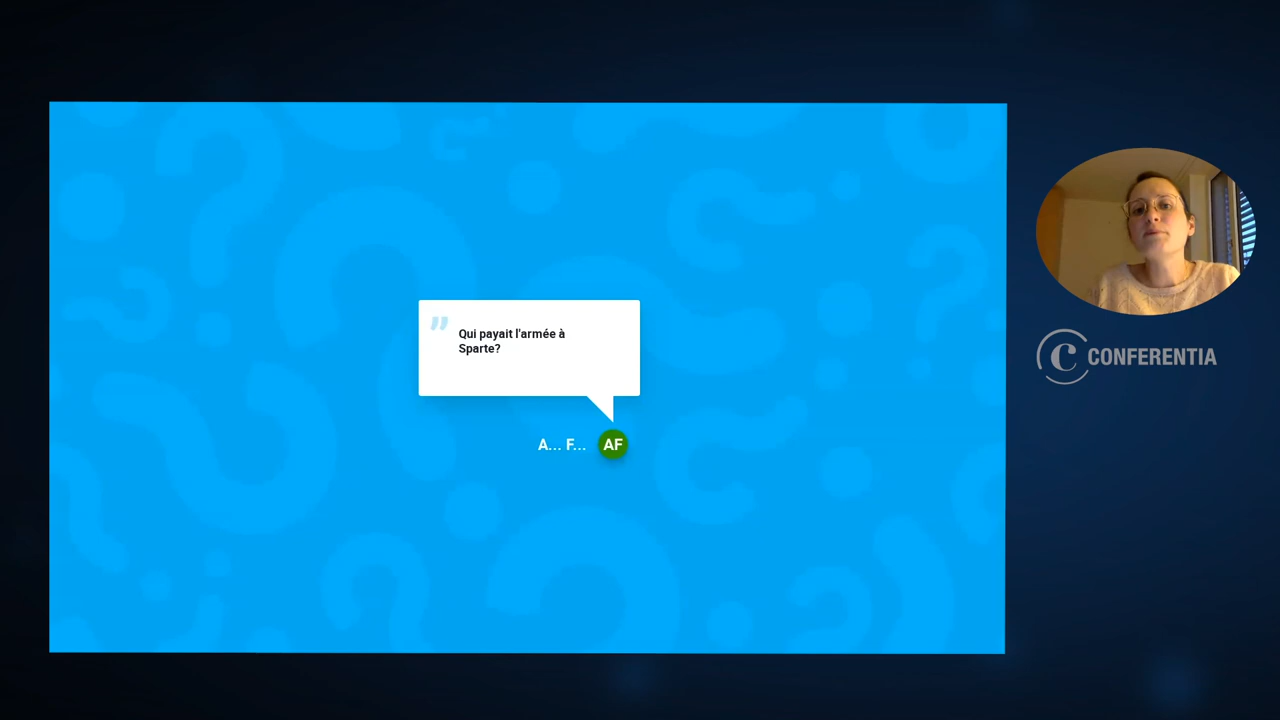 Qui payait l'armée à
Sparte?
A... F...
AF
C CONFERENTIA